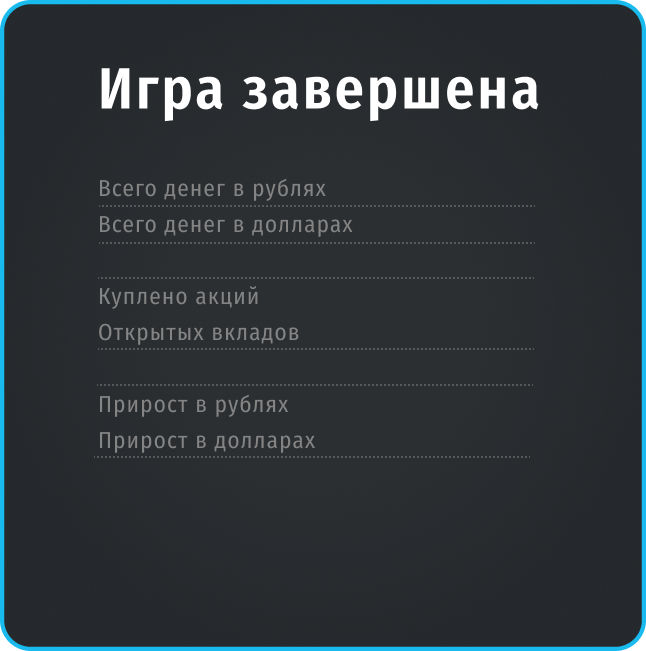 Игра завершена
Всего денег в рублях
Всего денег в долларах
Куплено акций
Открытых вкладов
Прирост в рублях
Прирост в долларах